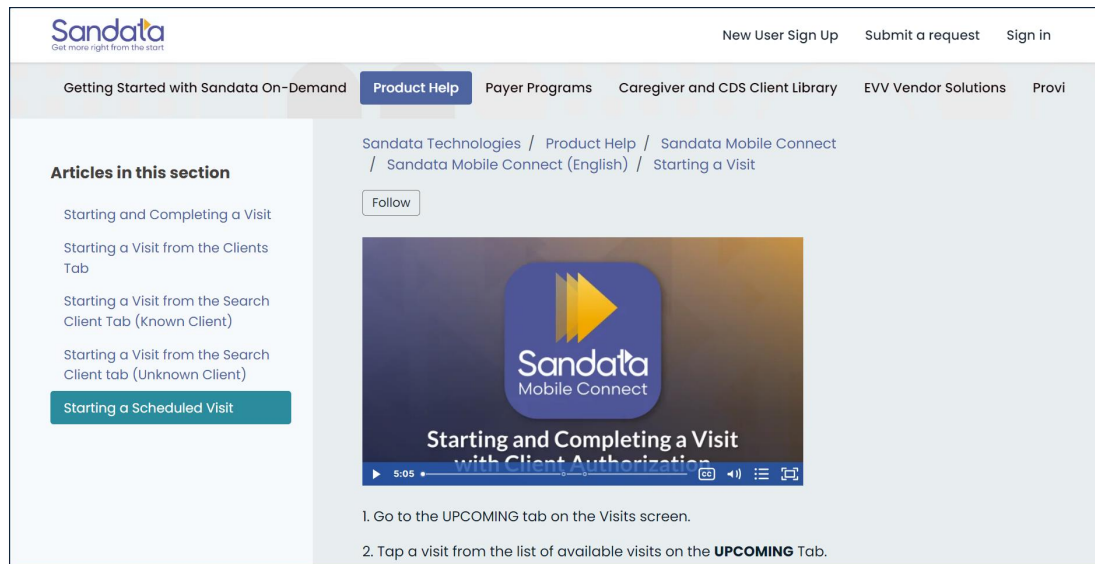 Sandata
Get more right from the start
New User Sign Up Submit a request Sign in
Getting Started with Sandata On-Demand Product Help Payer Programs Caregiver and CDS Client Library EVV Vendor Solutions Provi
Sandata Technologies / Product Help / Sandata Mobile Connect
/ Sandata Mobile Connect (English) / Starting a Visit
Articles in this section
Starting and Completing a Visit
Starting a Visit from the Clients
Tab
Starting a Visit from the Search
Client Tab (Known Client)
Starting a Visit from the Search
Client tab (Unknown Client)
Starting a Scheduled Visit
Follow
Sandata
Mobile Connect
Starting and Completing a Visit
with Client Authorization
5:05
CC
1. Go to the UPCOMING tab on the Visits screen.
2. Tap a visit from the list of available visits on the UPCOMING Tab.